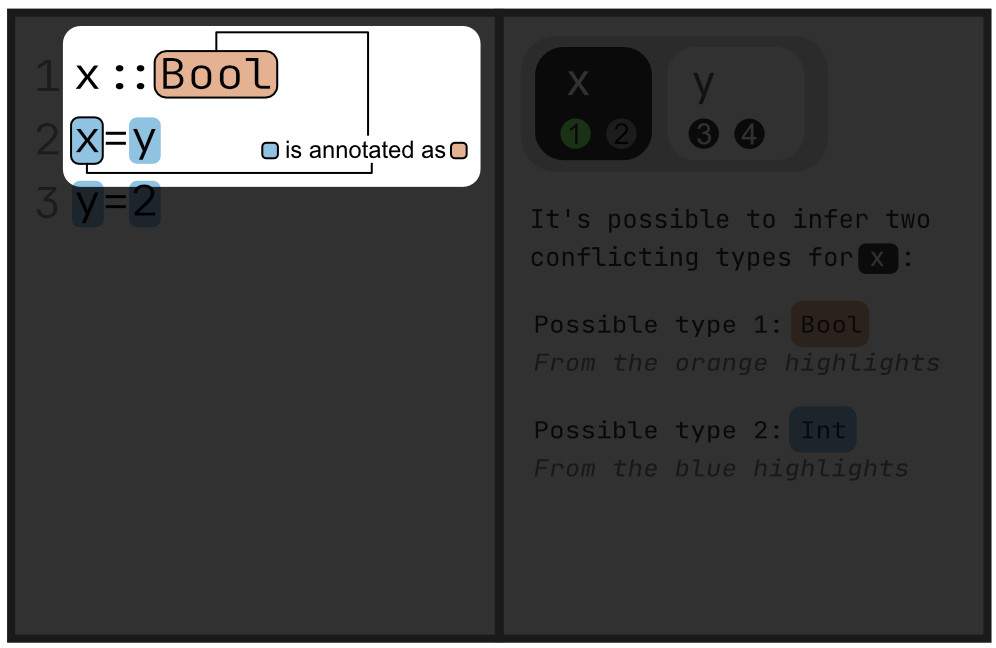 1 x ::Bool
2 x=y
is annotated as
3 y=2
x y
1 2 3 4
It's possible to infer two
conflicting types for x :
Possible type 1: Bool
From the orange highlights
Possible type 2: Int
From the blue highlights